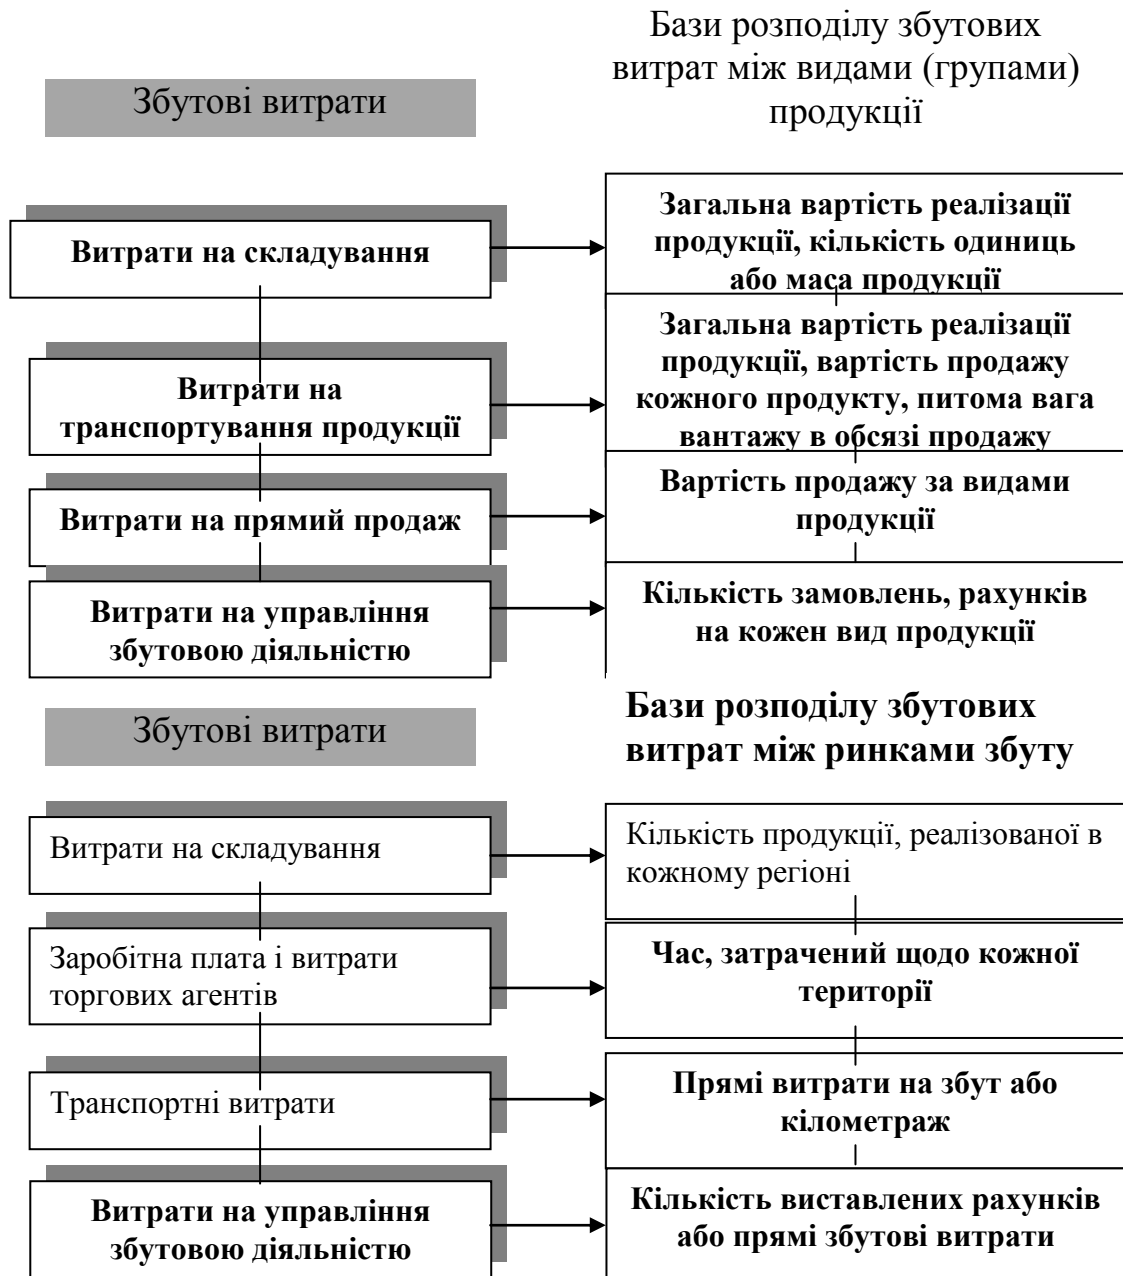 Збутові витрати
Бази розподілу збутових
витрат між видами (групами)
продукції
Витрати на складування
Загальна вартість реалізації
продукції, кількість одиниць
або маса продукції
Витрати на
транспортування продукції
Загальна вартість реалізації
продукції, вартість продажу
кожного продукту, питома вага
вантажу в обсязі продажу
Витрати на прямий продаж
Вартість продажу за видами
продукції
Витрати на управління
збутовою діяльністю
Кількість замовлень, рахунків
на кожен вид продукції
Збутові витрати
Бази розподілу збутових
витрат між ринками збуту
Витрати на складування
Кількість продукції, реалізованої в
кожному регіоні
Заробітна плата і витрати
торгових агентів
Час, затрачений щодо кожної
території
Транспортні витрати
Прямі витрати на збут або
кілометраж
Витрати на управління
збутовою діяльністю
Кількість виставлених рахунків
або прямі збутові витрати